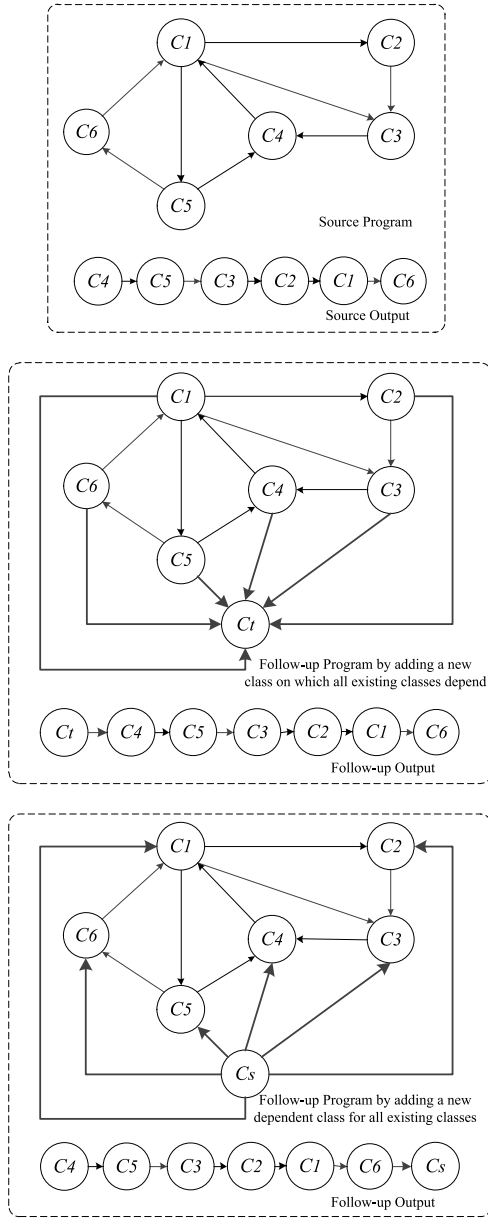 C1 C2
C6 C4 C3
C5
Source Program
C4 C5 C3 C2 C1 C6
Source Output
C1 C2
C6 C4 C3
C5
Ct
Follow-up Program by adding a new
class on which all existing classes depend
Ct C4 C5 C3 C2 C1 C6
Follow-up Output
C1 C2
C6 C4 C3
C5
Cs
Follow-up Program by adding a new
dependent class for all existing classes
C4 C5 C3 C2 C1 C6 Cs
Follow-up Output